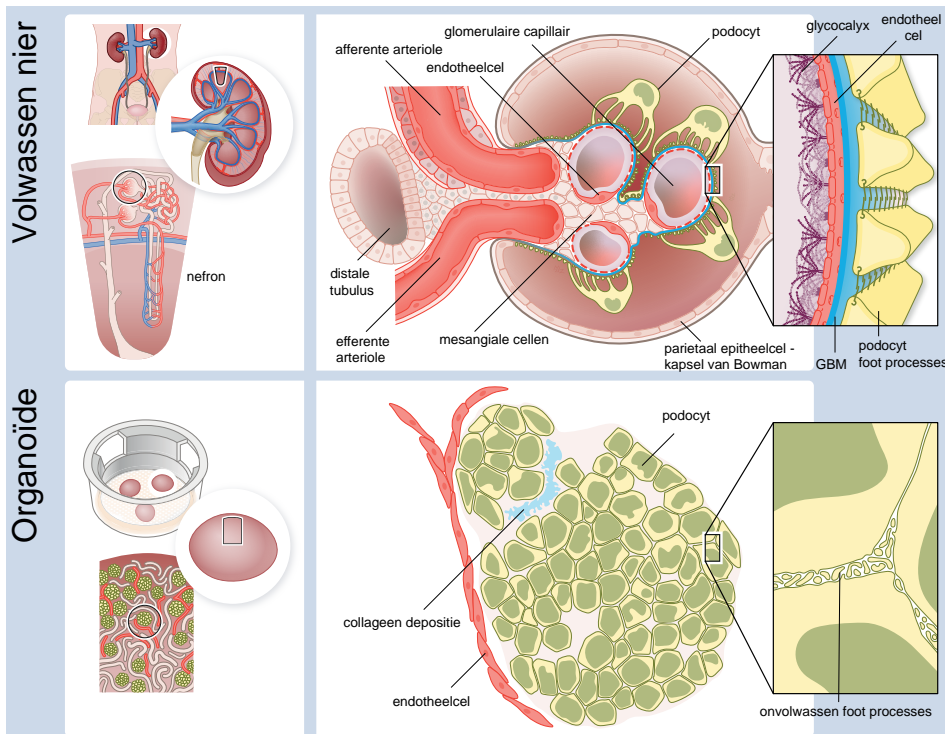 Volwassen nier
nefron
afferente arteriole
glomerulaire capillair
endotheelcel
podocyt
glycocalyx
endotheel
cel
distale
tubulus
efferente
arteriole
mesangiale cellen
parietaal epitheelcel -
kapsel van Bowman
GBM
podocyt
foot processes
Organoïde
podocyt
collageen depositie
endotheelcel
onvolwassen foot processes